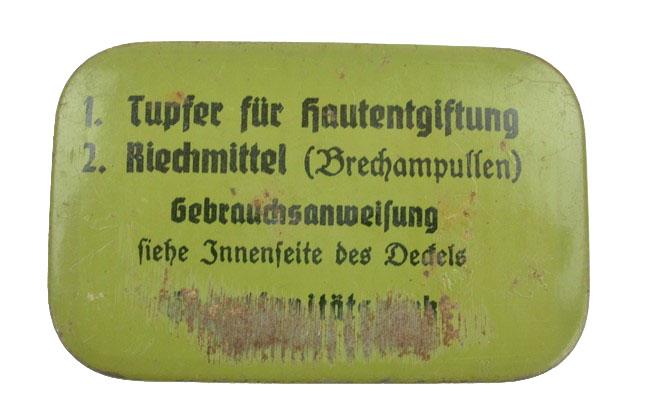 1. Tupfer für Hautentgiftung
2. Riechmittel (Brechampullen)
Gebrauchsanweiſung
ſiehe Innenſeite des Deckels